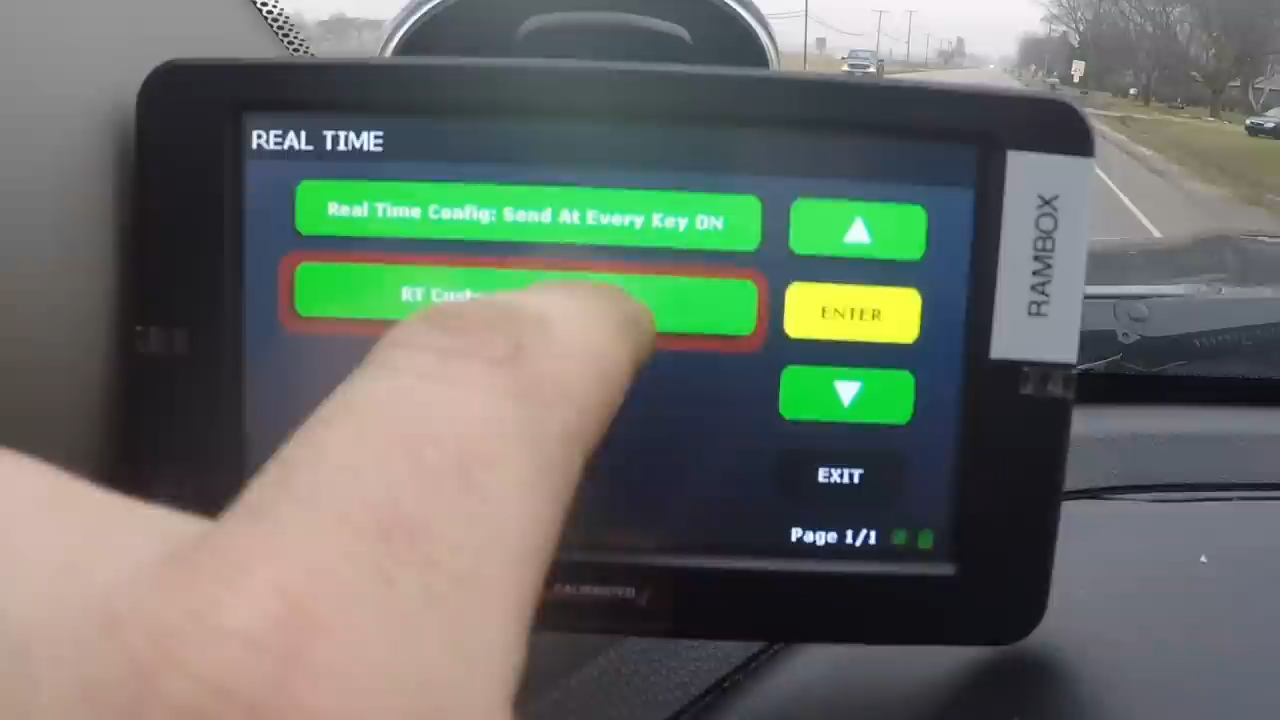 REAL TIME
Real Time Config: Send At Every Key ON
RT
ENTER
EXIT
Page 1/1
RAMBOX